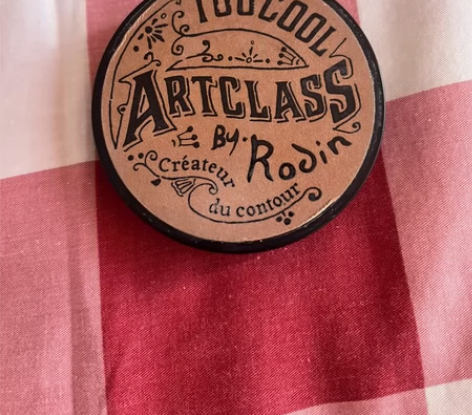 TOOCOOL
ARTCLASS
By. Rodin
Créateur
du contour